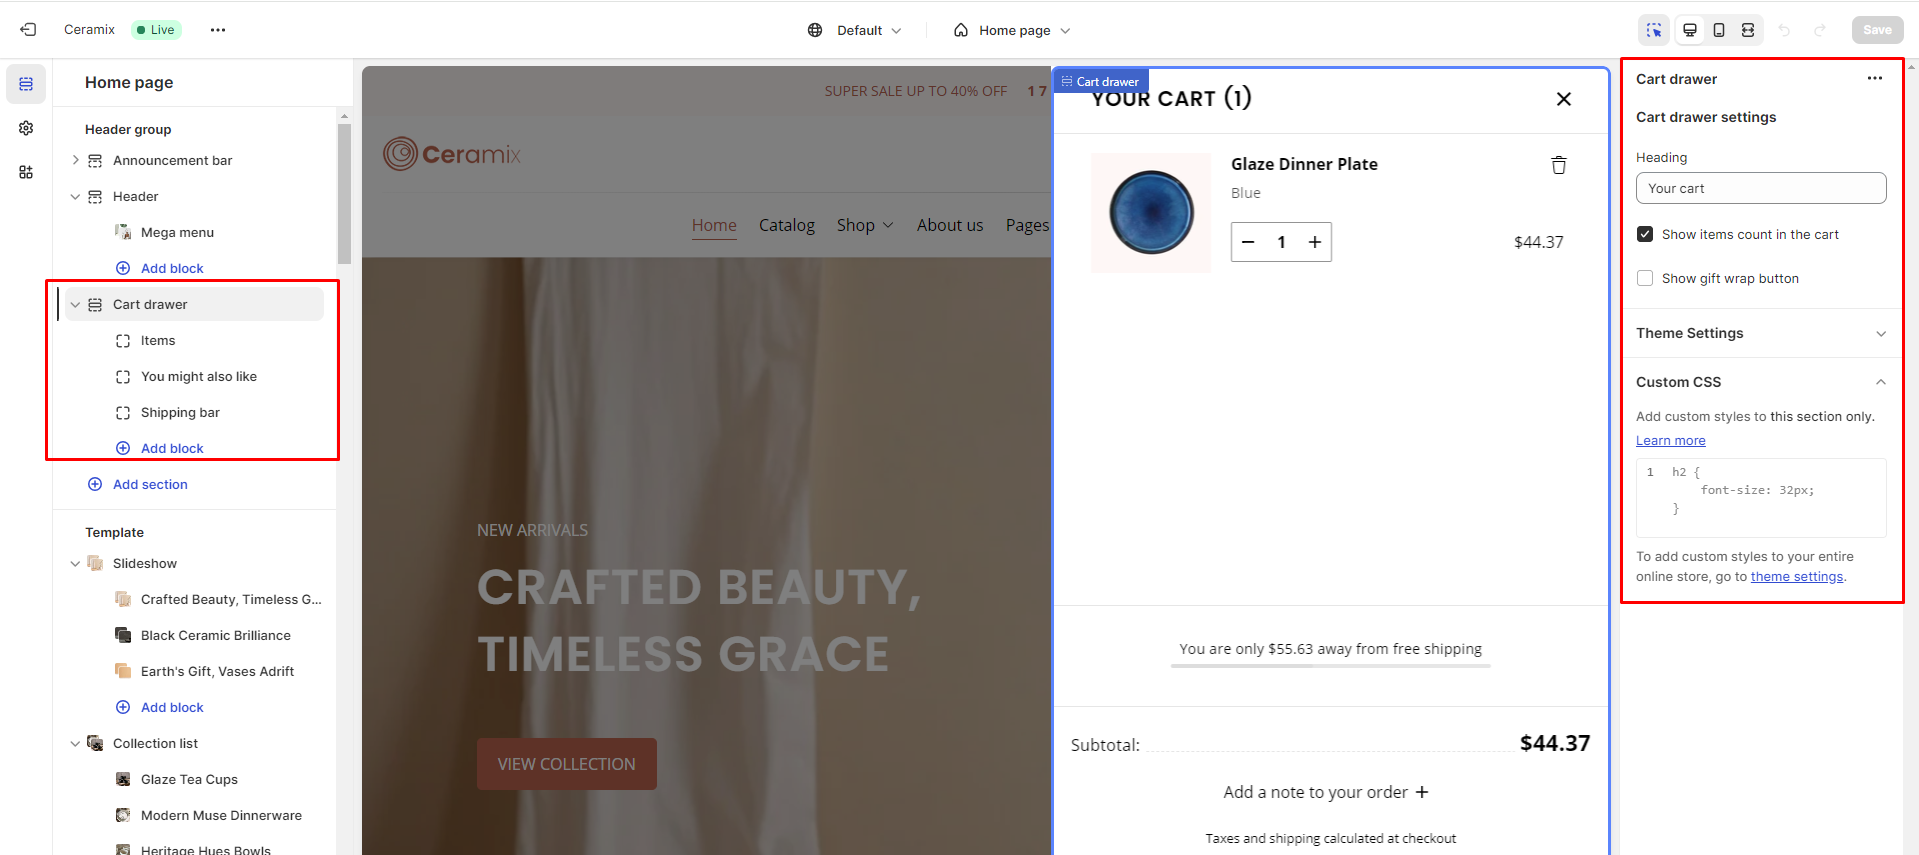 Ceramix
Live
Default
Home page
Save
Home page
Header group
Announcement bar
Header
Mega menu
Add block
Cart drawer
Items
You might also like
Shipping bar
Add block
Add section
Template
Slideshow
Crafted Beauty, Timeless G...
Black Ceramic Brilliance
Earth's Gift, Vases Adrift
Add block
Collection list
Glaze Tea Cups
Modern Muse Dinnerware
Heritage Hues Bowls
SUPER SALE UP TO 40% OFF 1 7
Ceramix
Home Catalog Shop About us Pages
NEW ARRIVALS
CRAFTED BEAUTY,
TIMELESS GRACE
VIEW COLLECTION
Cart drawer
YOUR CART (1)
Glaze Dinner Plate
Blue
1
$44.37
You are only $55.63 away from free shipping
Subtotal: $44.37
Add a note to your order
Taxes and shipping calculated at checkout
Cart drawer
Cart drawer settings
Heading
Your cart
Show items count in the cart
Show gift wrap button
Theme Settings
Custom CSS
Add custom styles to this section only.
Learn more
1 h2 {
font-size: 32px;
}
To add custom styles to your entire
online store, go to theme settings.